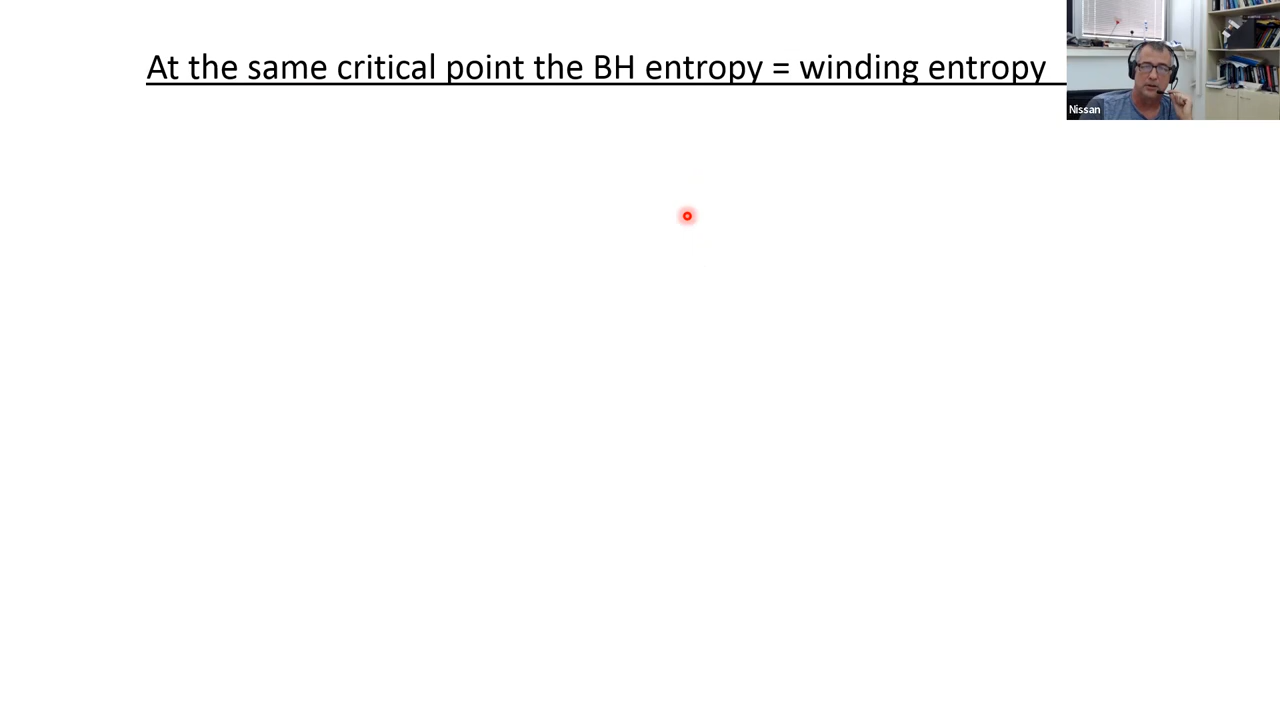 At the same critical point the BH entropy = winding entropy
Nissan